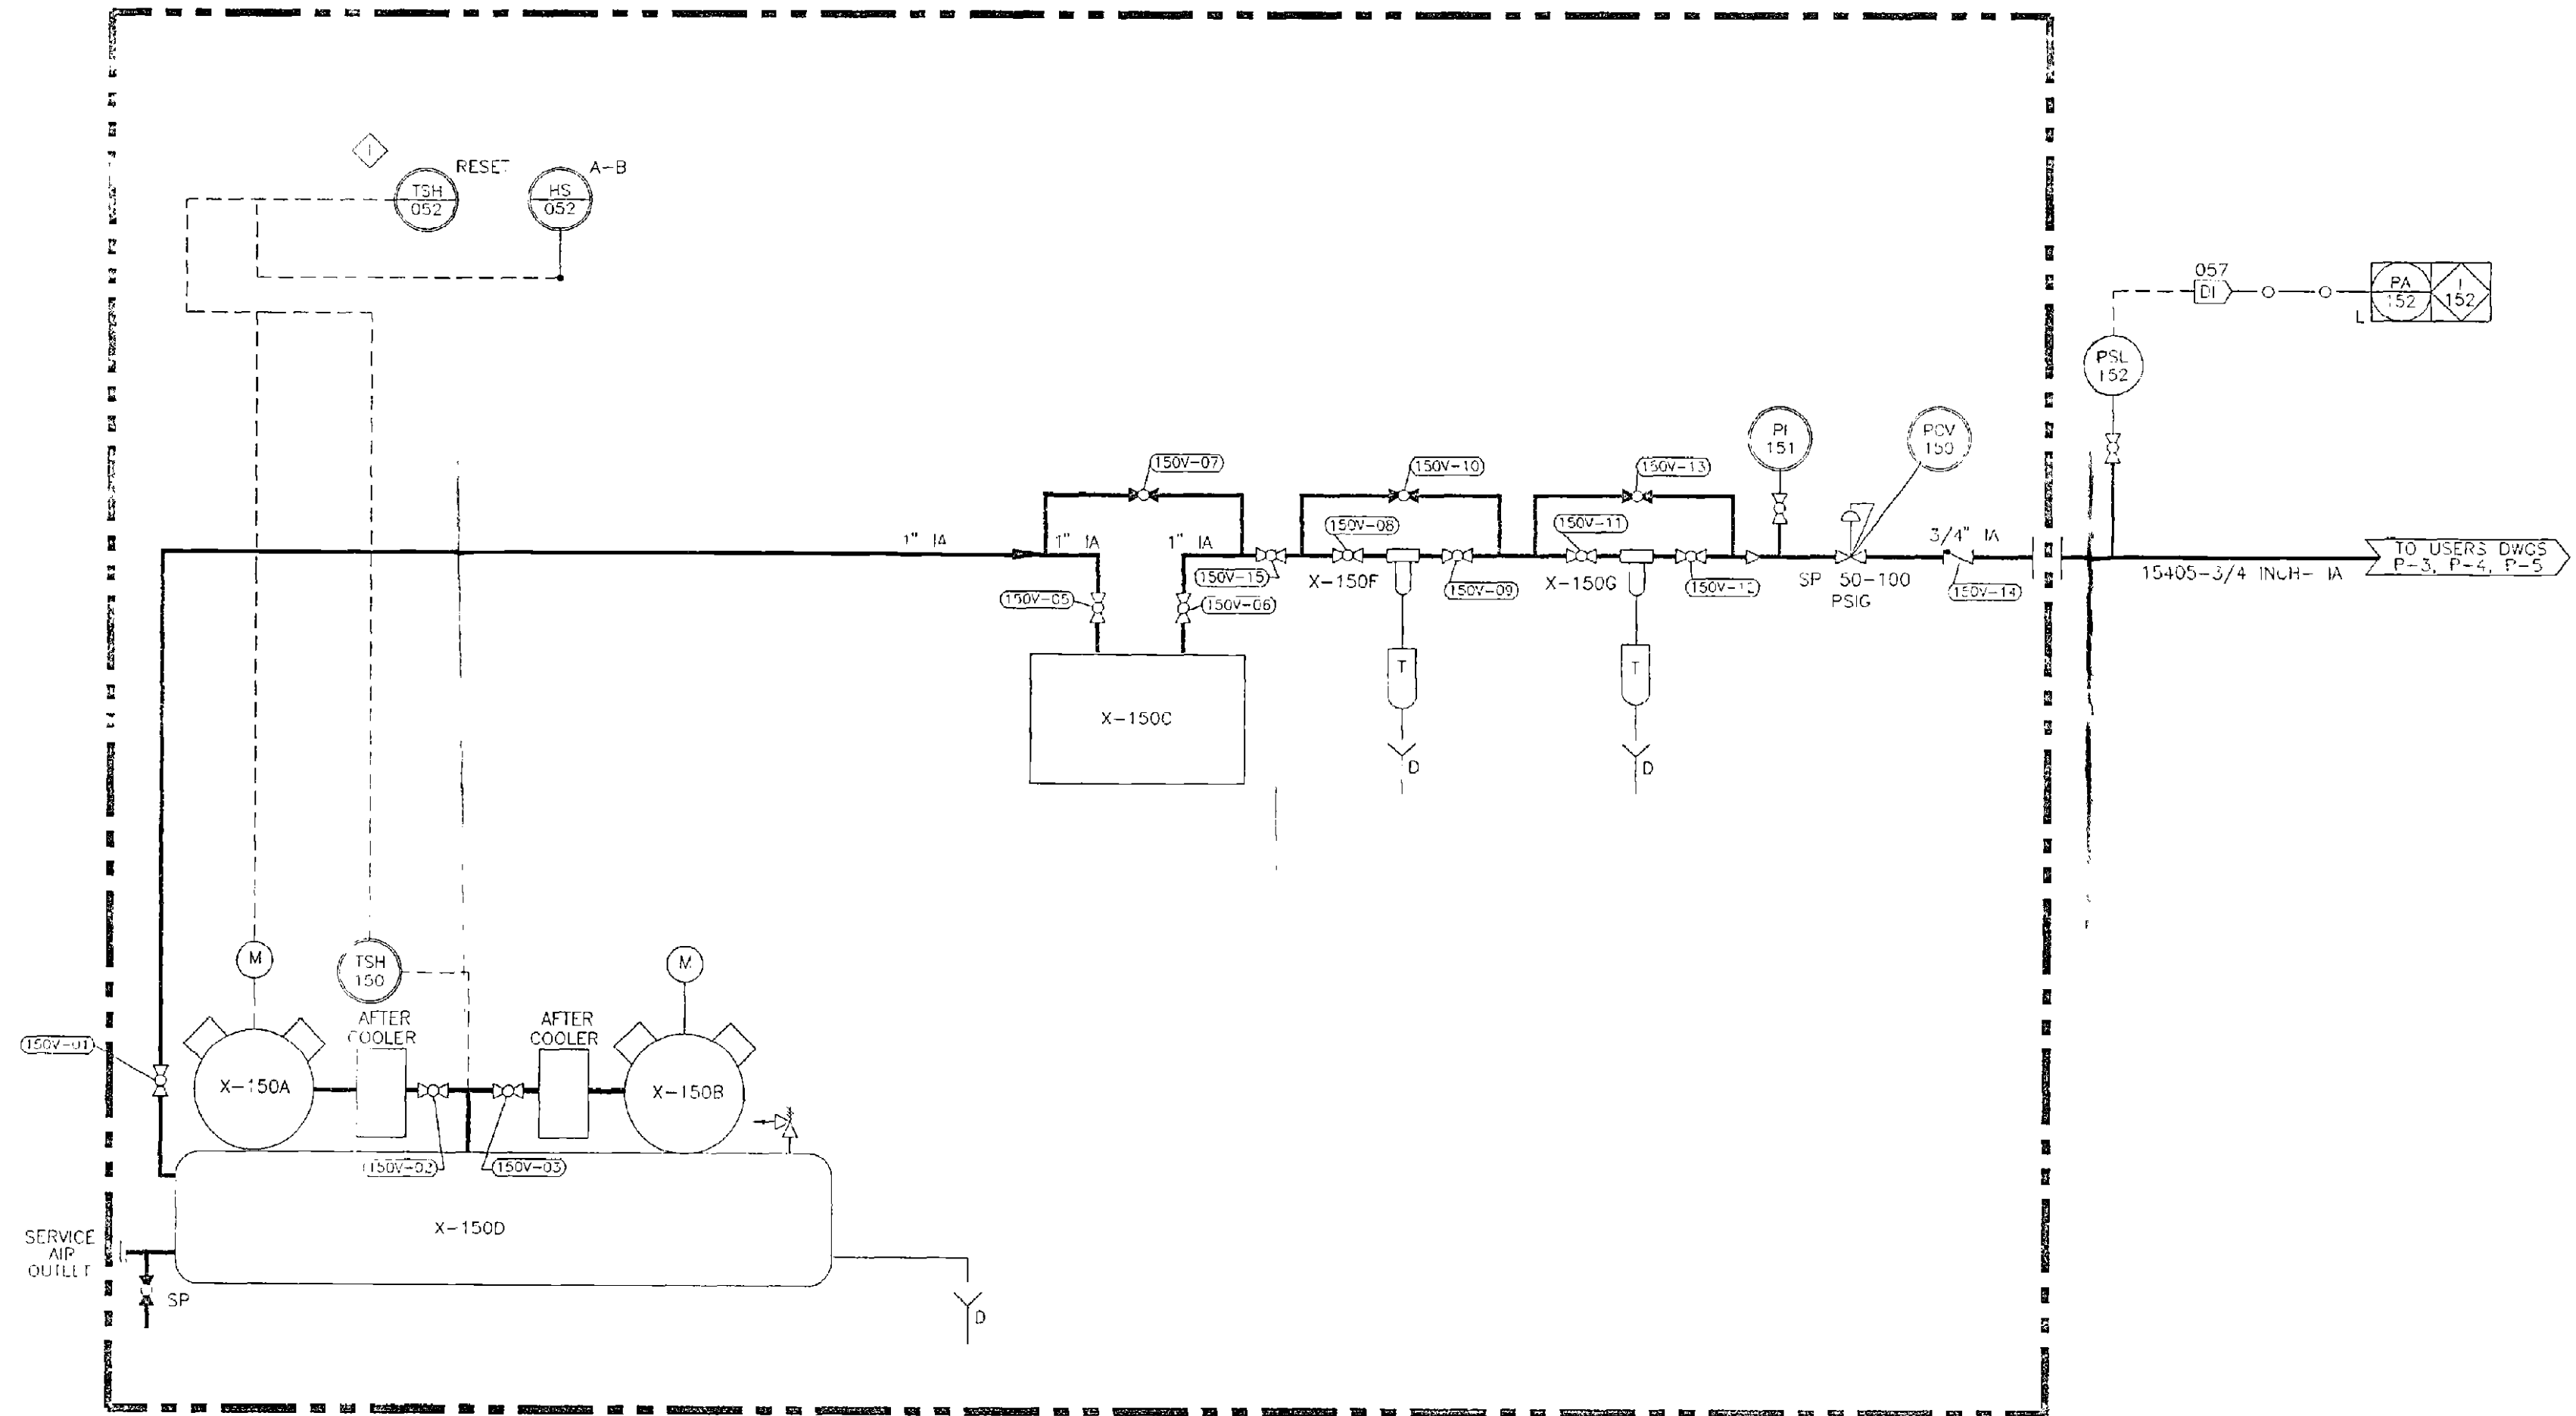 I
TSH
052
RESET
HS
052
A-B
057
DI
PA
152
I
152
L
PSL
152
PI
151
PCV
150
150V-07
150V-10
150V-13
1" IA
1" IA
1" IA
150V-08
150V-11
3/4" IA
150V-15
X-150F
150V-09
X-150G
150V-12
SP 50-100
PSIG
150V-14
15405-3/4 INCH- IA
TO USERS DWGS
P-3, P-4, P-5
150V-05
150V-06
T
T
X-150C
D
D
M
TSH
150
M
AFTER
COOLER
AFTER
COOLER
150V-01
X-150A
X-150B
150V-02
150V-03
X-150D
SERVICE
AIR
OUTLET
SP
D